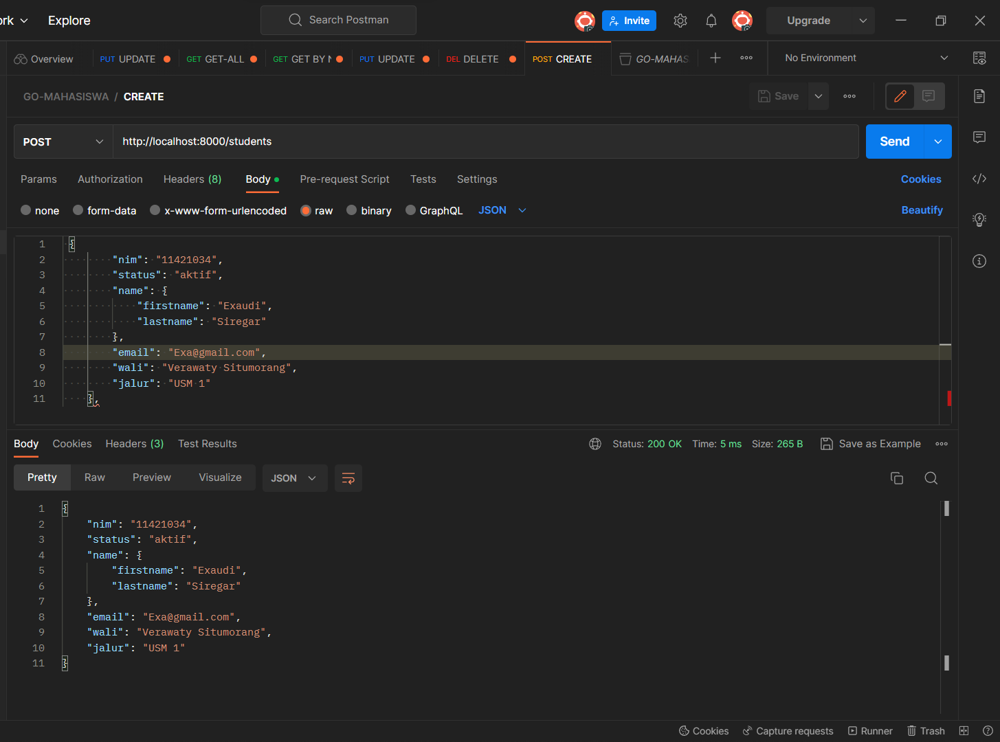 ork Explore Search Postman Invite Upgrade
Overview PUT UPDATE GET GET-ALL GET GET BY N PUT UPDATE DEL DELETE POST CREATE GO-MAHAS No Environment
GO-MAHASISWA / CREATE Save
POST http://localhost:8000/students Send
Params Authorization Headers (8) Body Pre-request Script Tests Settings Cookies
none form-data x-www-form-urlencoded raw binary GraphQL JSON Beautify
1 {
2 "nim": "11421034",
3 "status": "aktif",
4 "name": {
5 "firstname": "Exaudi",
6 "lastname": "Siregar"
7 },
8 "email": "Exa@gmail.com",
9 "wali": "Verawaty Situmorang",
10 "jalur": "USM 1"
11 },
Body Cookies Headers (3) Test Results Status: 200 OK Time: 5 ms Size: 265 B Save as Example
Pretty Raw Preview Visualize JSON
1 {
2 "nim": "11421034",
3 "status": "aktif",
4 "name": {
5 "firstname": "Exaudi",
6 "lastname": "Siregar"
7 },
8 "email": "Exa@gmail.com",
9 "wali": "Verawaty Situmorang",
10 "jalur": "USM 1"
11 }
Cookies Capture requests Runner Trash